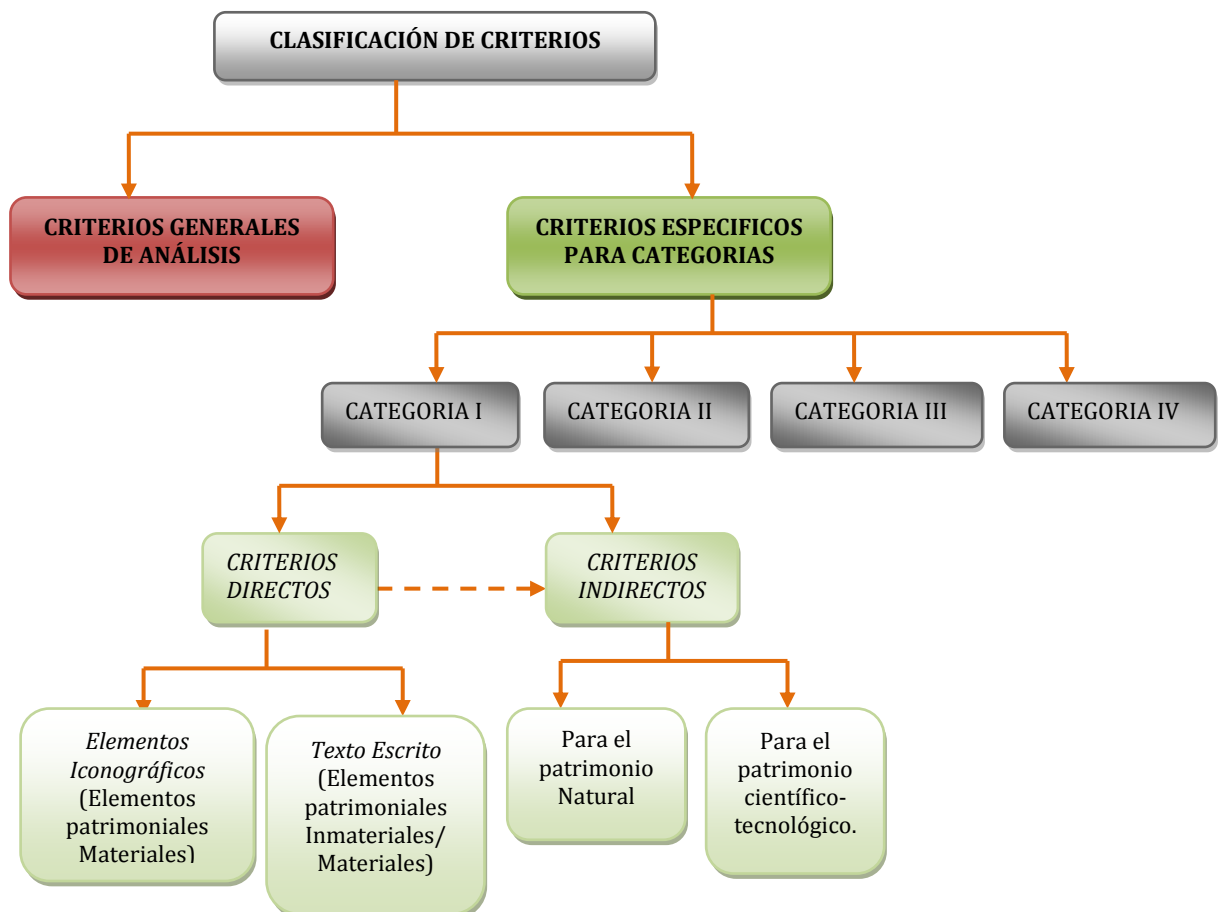 CLASIFICACIÓN DE CRITERIOS
CRITERIOS GENERALES
DE ANÁLISIS
CRITERIOS ESPECIFICOS
PARA CATEGORIAS
CATEGORIA I
CATEGORIA II
CATEGORIA III
CATEGORIA IV
CRITERIOS
DIRECTOS
CRITERIOS
INDIRECTOS
Elementos
Iconográficos
(Elementos
patrimoniales
Materiales)
Texto Escrito
(Elementos
patrimoniales
Inmateriales/
Materiales)
Para el
patrimonio
Natural
Para el
patrimonio
científico-
tecnológico.